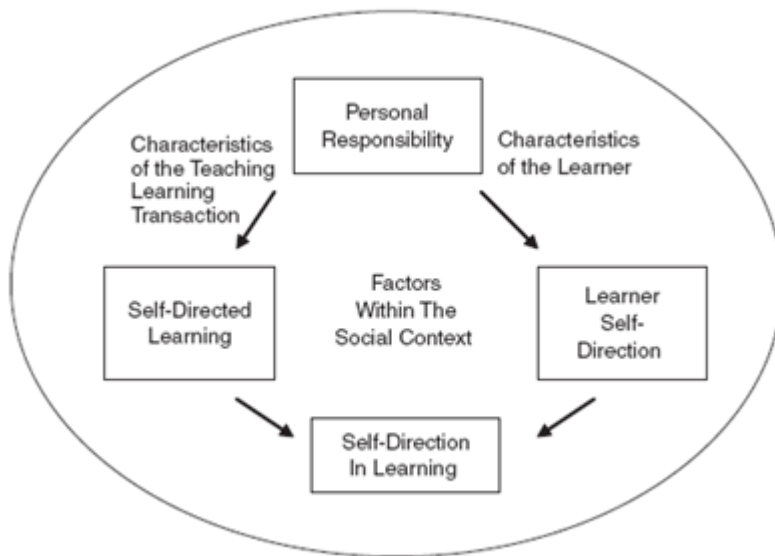 Personal
Responsibility
Characteristics
of the Teaching
Learning
Transaction
Characteristics
of the Learner
Self-Directed
Learning
Factors
Within The
Social Context
Learner
Self-
Direction
Self-Direction
In Learning